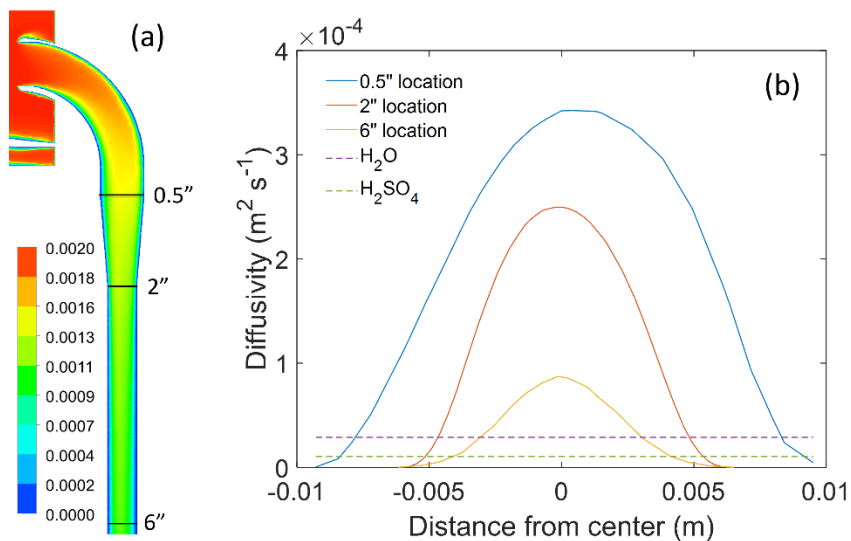 (a)
0.5”
2”
6”
0.0020
0.0018
0.0016
0.0013
0.0011
0.0009
0.0007
0.0004
0.0002
0.0000
×10⁻⁴
(b)
0.5" location
2" location
6" location
H₂O
H₂SO₄
Diffusivity (m² s⁻¹)
4
3
2
1
0
-0.01
-0.005
0
0.005
0.01
Distance from center (m)